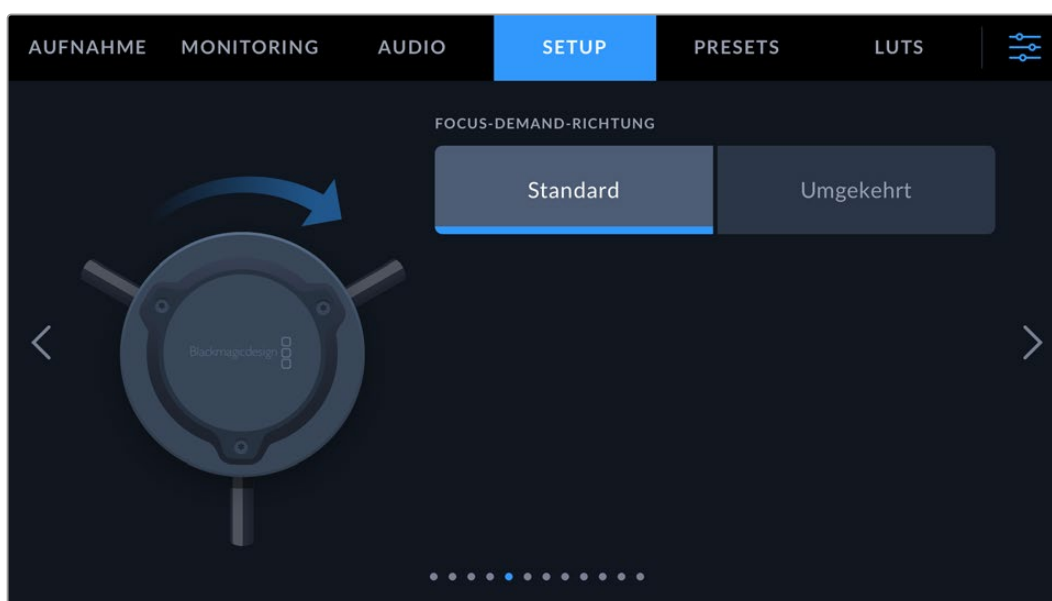 AUFNAHME MONITORING AUDIO SETUP PRESETS LUTS
FOCUS-DEMAND-RICHTUNG
Standard Umgekehrt
Blackmagicdesign